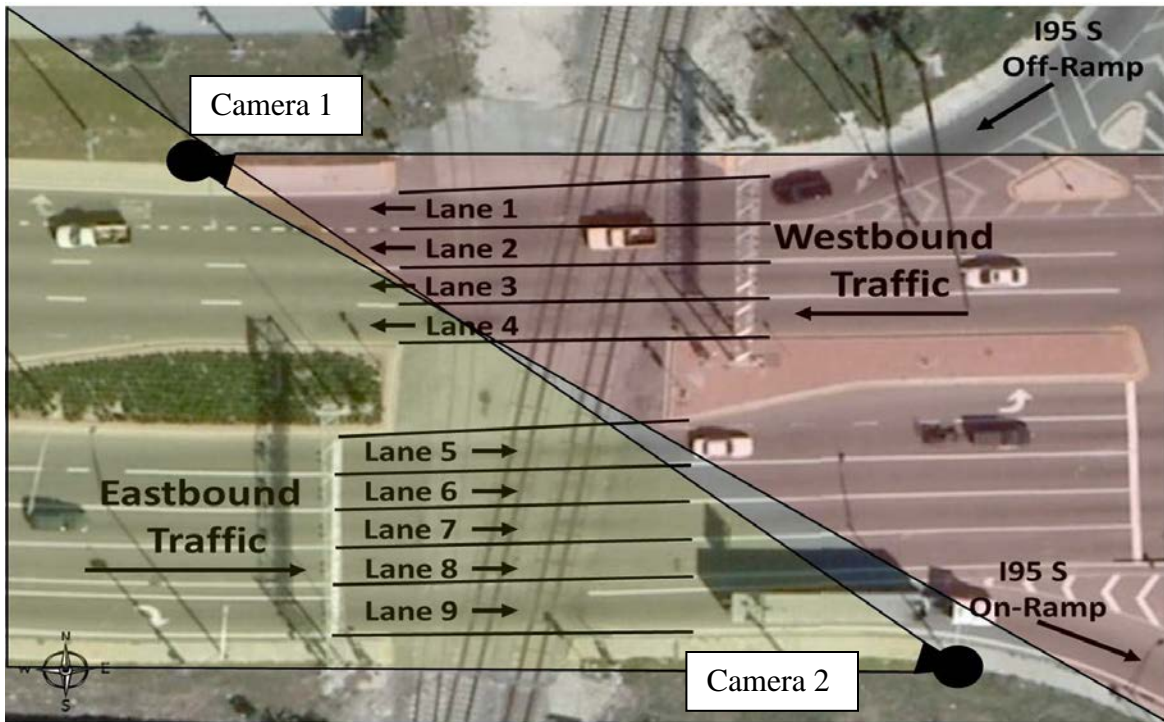 I95 S
Off-Ramp
Camera 1
Lane 1
Lane 2
Westbound
Traffic
Lane 3
Lane 4
Lane 5
Eastbound
Traffic
Lane 6
Lane 7
Lane 8
Lane 9
I95 S
On-Ramp
Camera 2
N
W E
S